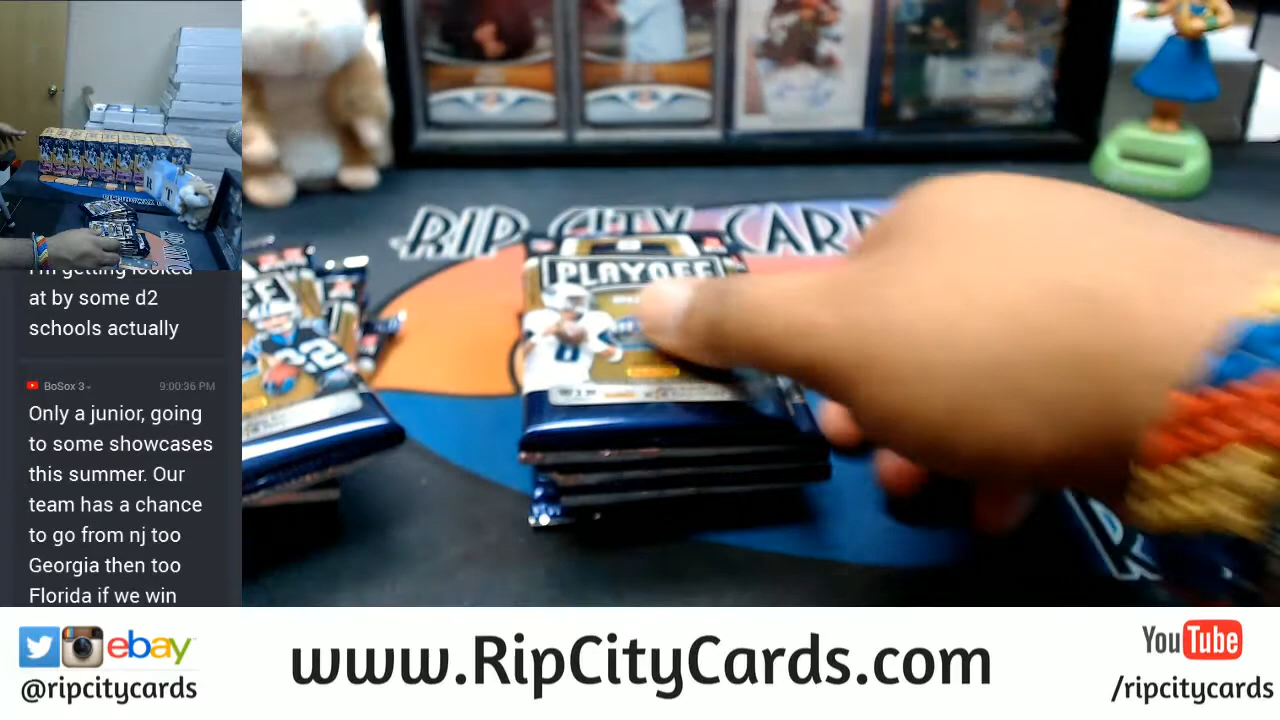 I'm getting looked
at by some d2
schools actually
BoSox 3
9:00:36 PM
Only a junior, going
to some showcases
this summer. Our
team has a chance
to go from nj too
Georgia then too
Florida if we win
RIP CITY CARD
PLAYOFF
ebay
@ripcitycards
www.RipCityCards.com
YouTube
/ripcitycards